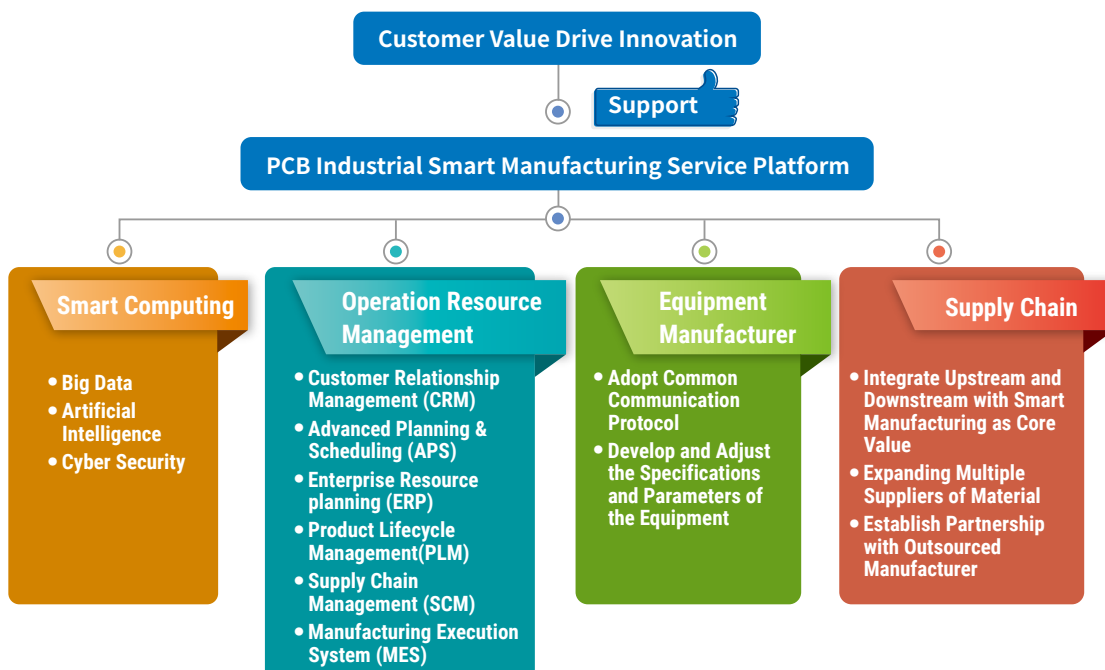 Customer Value Drive Innovation
Support
PCB Industrial Smart Manufacturing Service Platform
Smart Computing
• Big Data
• Artificial
Intelligence
• Cyber Security
Operation Resource
Management
• Customer Relationship
Management (CRM)
• Advanced Planning &
Scheduling (APS)
• Enterprise Resource
planning (ERP)
• Product Lifecycle
Management(PLM)
• Supply Chain
Management (SCM)
• Manufacturing Execution
System (MES)
Equipment
Manufacturer
• Adopt Common
Communication
Protocol
• Develop and Adjust
the Specifications
and Parameters of
the Equipment
Supply Chain
• Integrate Upstream and
Downstream with Smart
Manufacturing as Core
Value
• Expanding Multiple
Suppliers of Material
• Establish Partnership
with Outsourced
Manufacturer